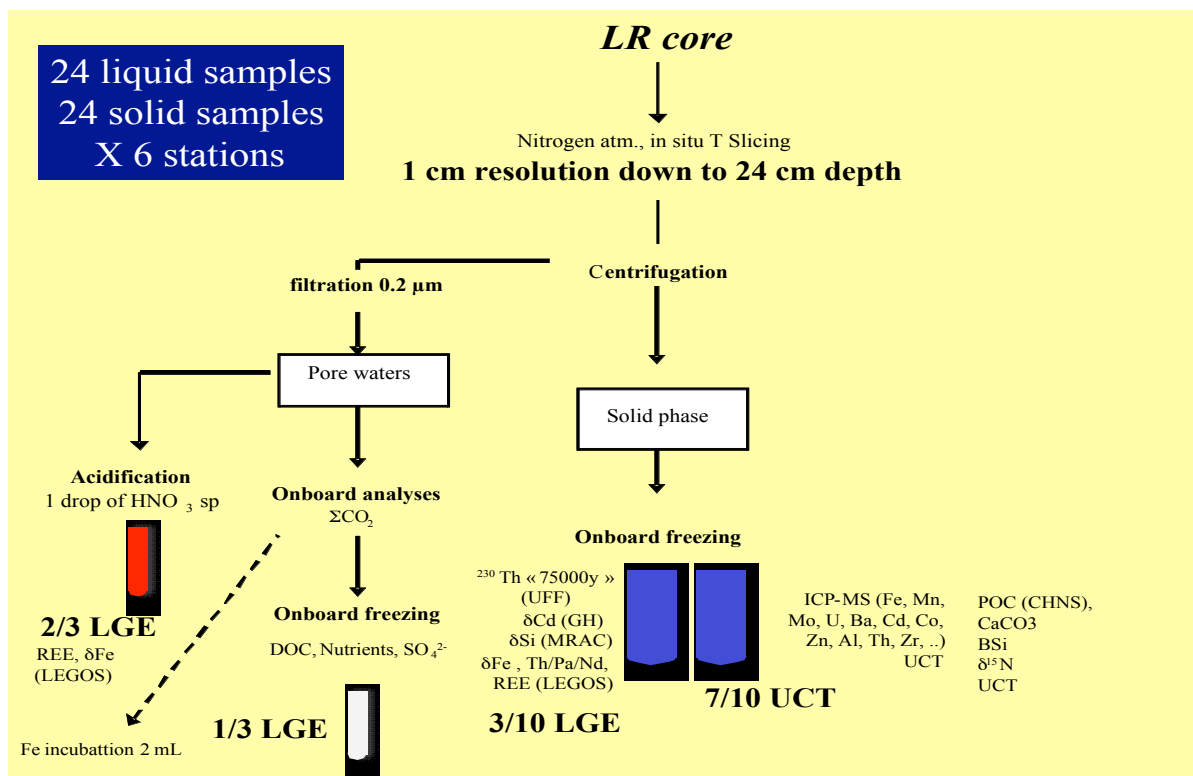 24 liquid samples
24 solid samples
X 6 stations
LR core
Nitrogen atm., in situ T Slicing
1 cm resolution down to 24 cm depth
Centrifugation
filtration 0.2 µm
Pore waters
Solid phase
Acidification
1 drop of HNO 3 sp
2/3 LGE
REE, δFe
(LEGOS)
Onboard analyses
ΣCO₂
Onboard freezing
DOC, Nutrients, SO₄²⁻
1/3 LGE
Fe incubattion 2 mL
Onboard freezing
²³⁰ Th « 75000y »
(UFF)
δCd (GH)
δSi (MRAC)
δFe , Th/Pa/Nd,
REE (LEGOS)
3/10 LGE
7/10 UCT
ICP-MS (Fe, Mn,
Mo, U, Ba, Cd, Co,
Zn, Al, Th, Zr, ..)
UCT
POC (CHNS),
CaCO3
BSi
δ¹⁵N
UCT